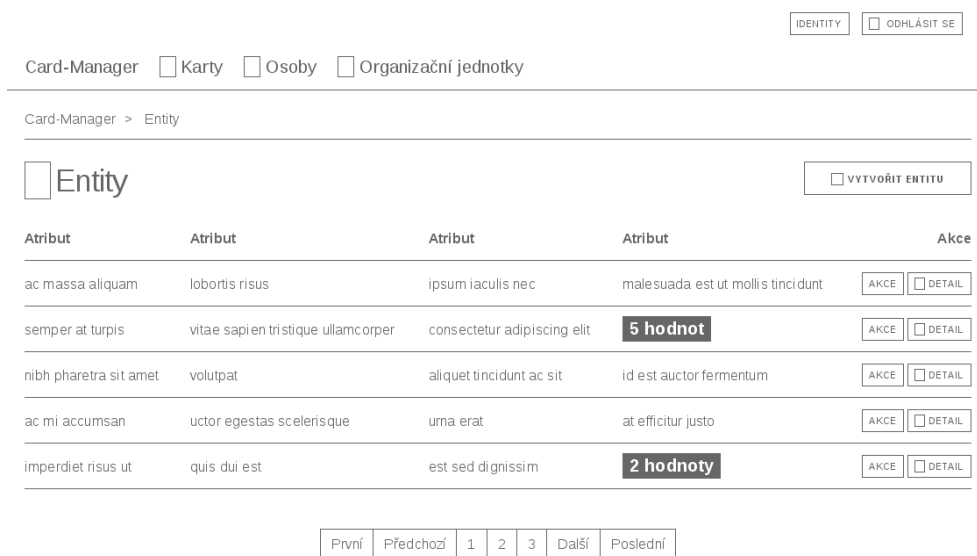 IDENTITY ODHLÁSIT SE
Card-Manager Karty Osoby Organizační jednotky
Card-Manager > Entity
Entity VYTVOŘIT ENTITU
Atribut Atribut Atribut Atribut Akce
ac massa aliquam lobortis risus ipsum iaculis nec malesuada est ut mollis tincidunt AKCE DETAIL
semper at turpis vitae sapien tristique ullamcorper consectetur adipiscing elit 5 hodnot AKCE DETAIL
nibh pharetra sit amet volutpat aliquet tincidunt ac sit id est auctor fermentum AKCE DETAIL
ac mi accumsan uctor egestas scelerisque urna erat at efficitur justo AKCE DETAIL
imperdiet risus ut quis dui est est sed dignissim 2 hodnoty AKCE DETAIL
První Předchozí 1 2 3 Další Poslední